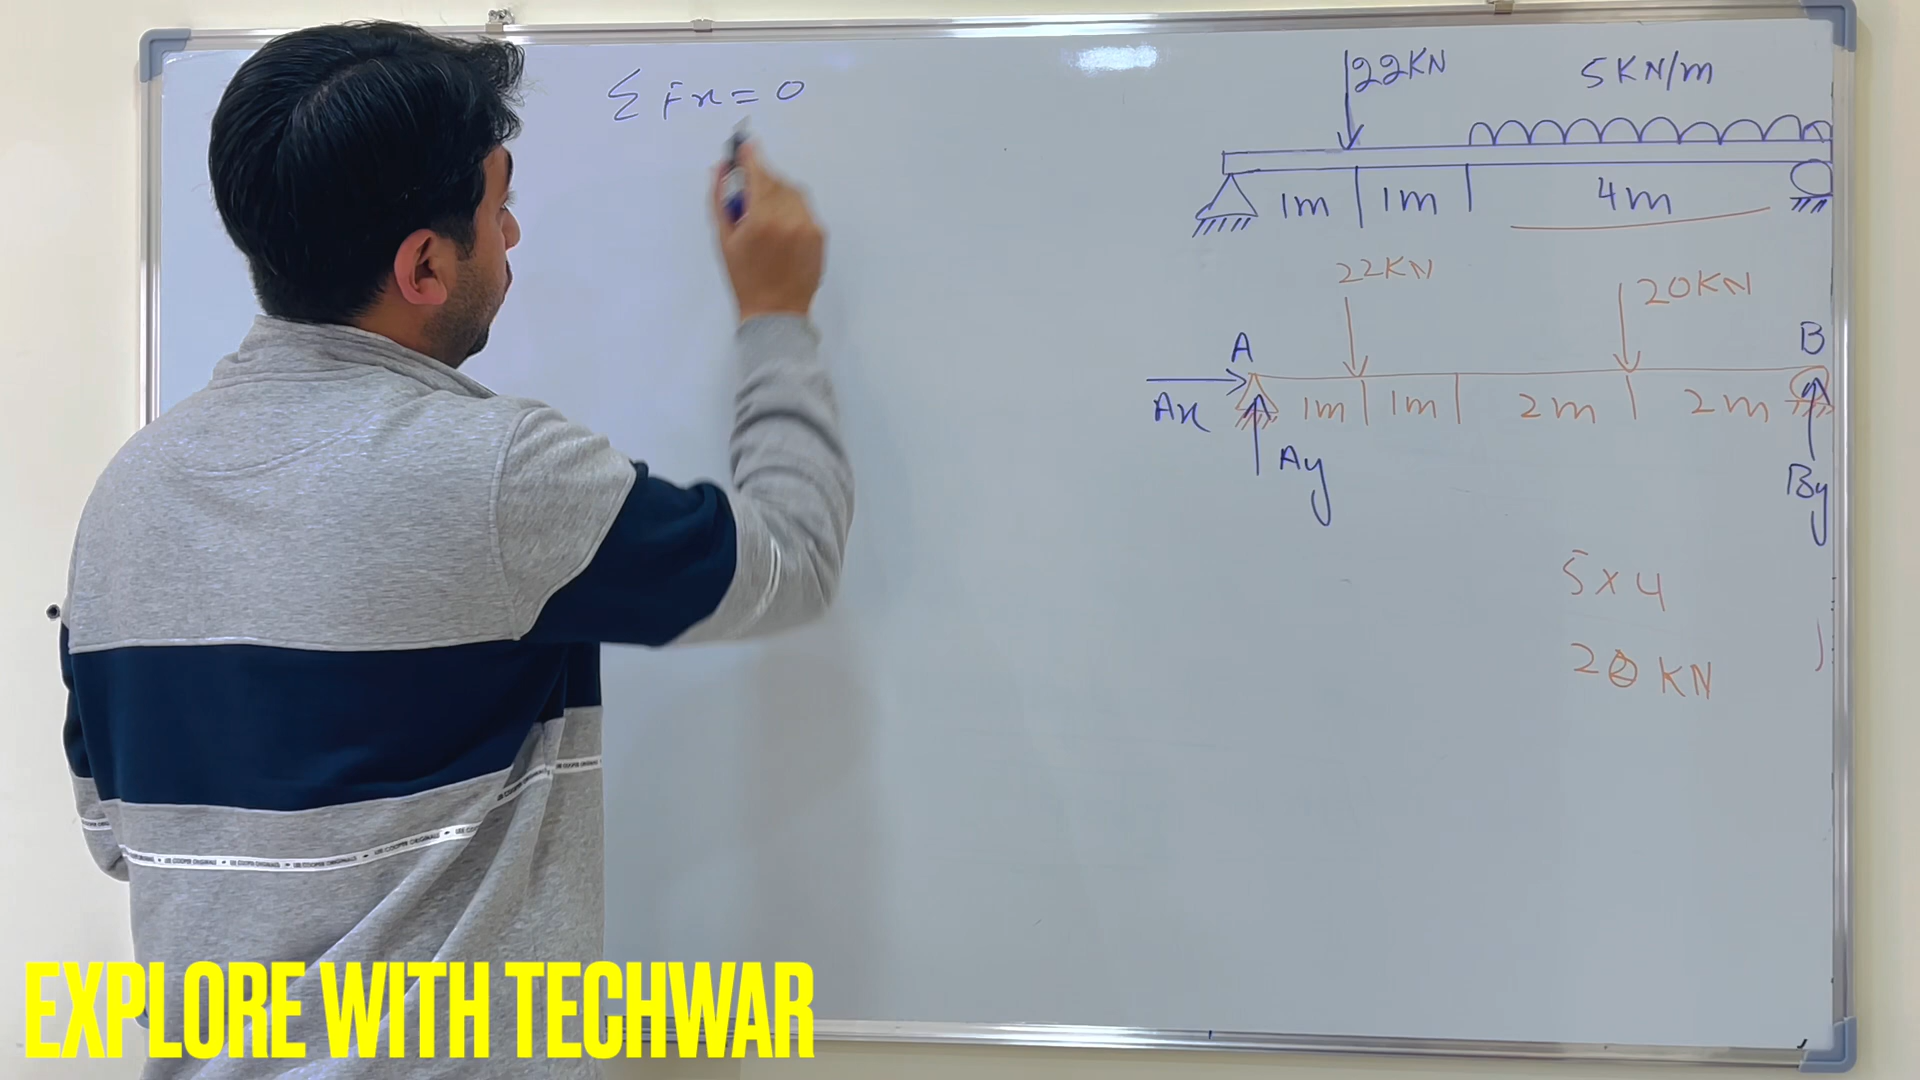 Σ Fx = 0
22KN
5KN/m
1m 1m 4m
22KN
20KN
A
B
Ax
1m 1m 2m 2m
Ay
By
5 x 4
20 KN
EXPLORE WITH TECHWAR